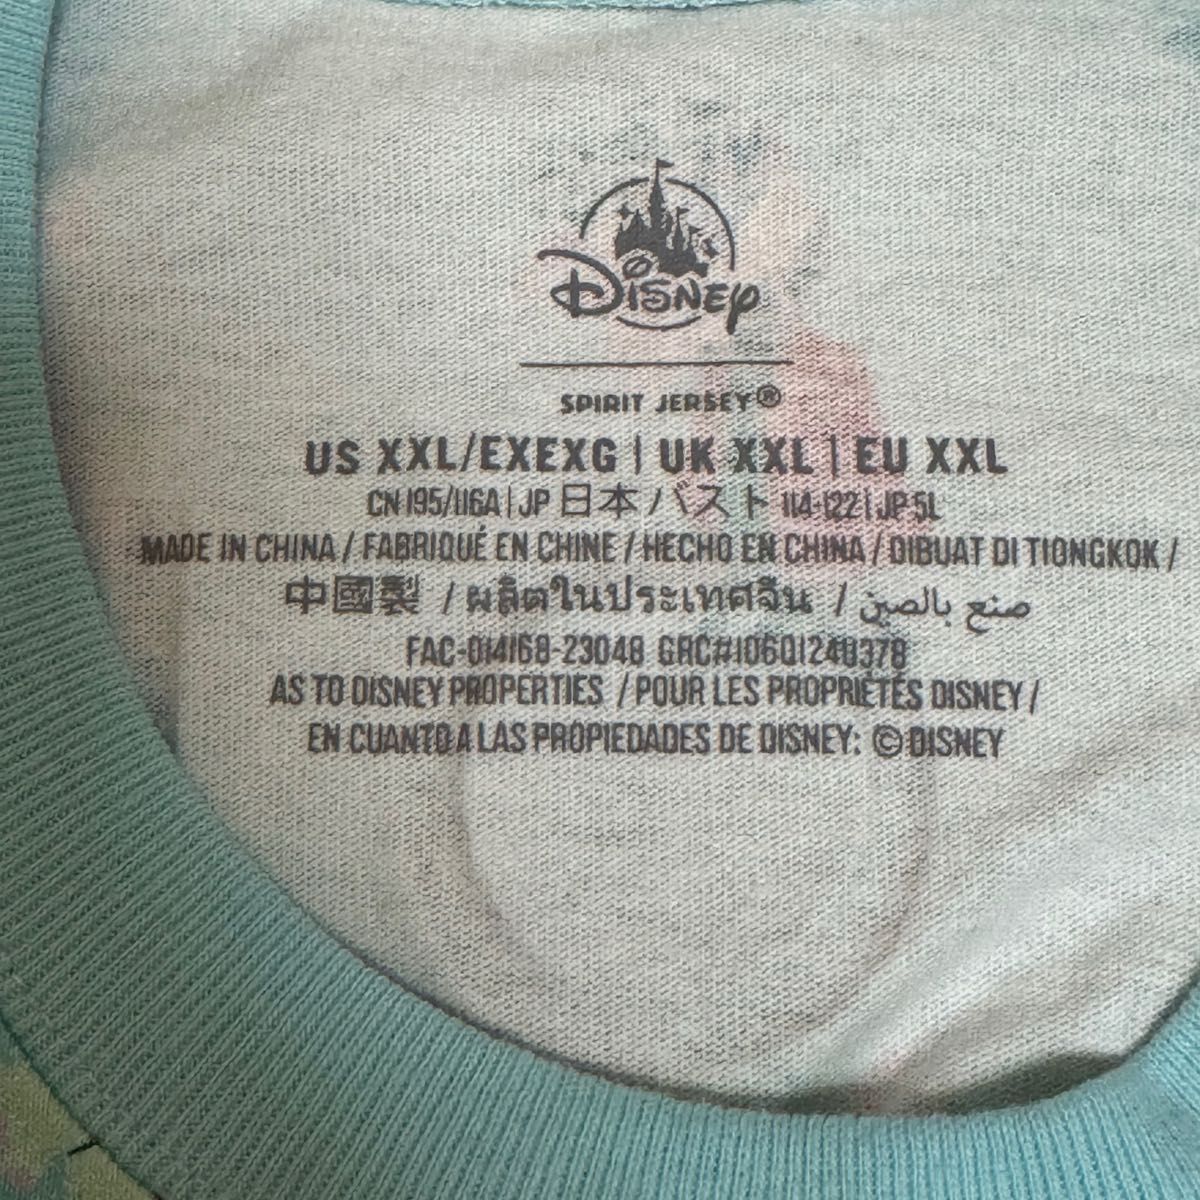 Disney
SPIRIT JERSEY®
US XXL/EXEXG | UK XXL | EU XXL
CN 195/116A | JP 日本 バスト 114-122 | JP 5L
MADE IN CHINA / FABRIQUÉ EN CHINE / HECHO EN CHINA / DIBUAT DI TIONGKOK /
中國製 / ผลิตในประเทศจีน / صنع بالصين
FAC-014168-23048 GRC#10601248378
AS TO DISNEY PROPERTIES / POUR LES PROPRIÉTÉS DISNEY /
EN CUANTO A LAS PROPIEDADES DE DISNEY: © DISNEY